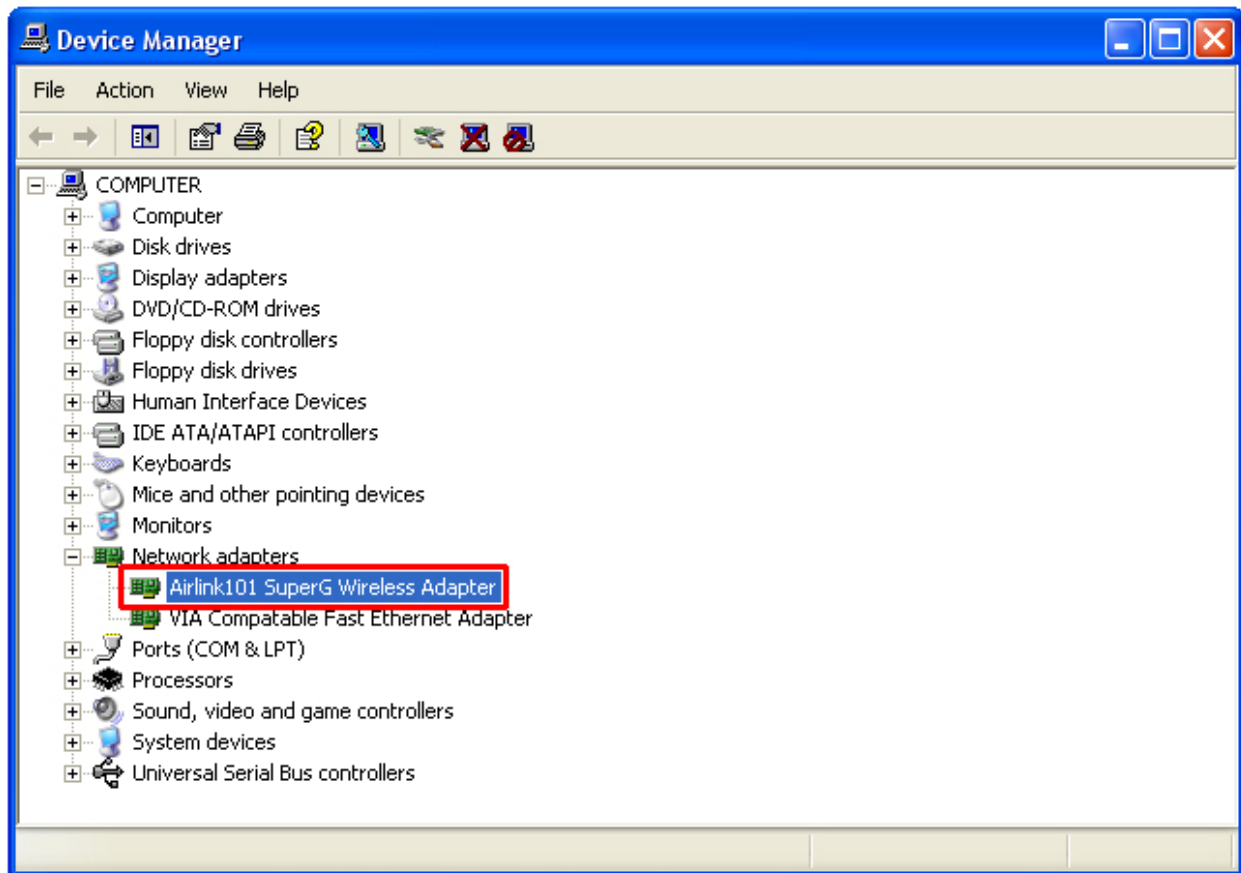 Device Manager
File Action View Help
COMPUTER
Computer
Disk drives
Display adapters
DVD/CD-ROM drives
Floppy disk controllers
Floppy disk drives
Human Interface Devices
IDE ATA/ATAPI controllers
Keyboards
Mice and other pointing devices
Monitors
Network adapters
Airlink101 SuperG Wireless Adapter
VIA Compatable Fast Ethernet Adapter
Ports (COM & LPT)
Processors
Sound, video and game controllers
System devices
Universal Serial Bus controllers